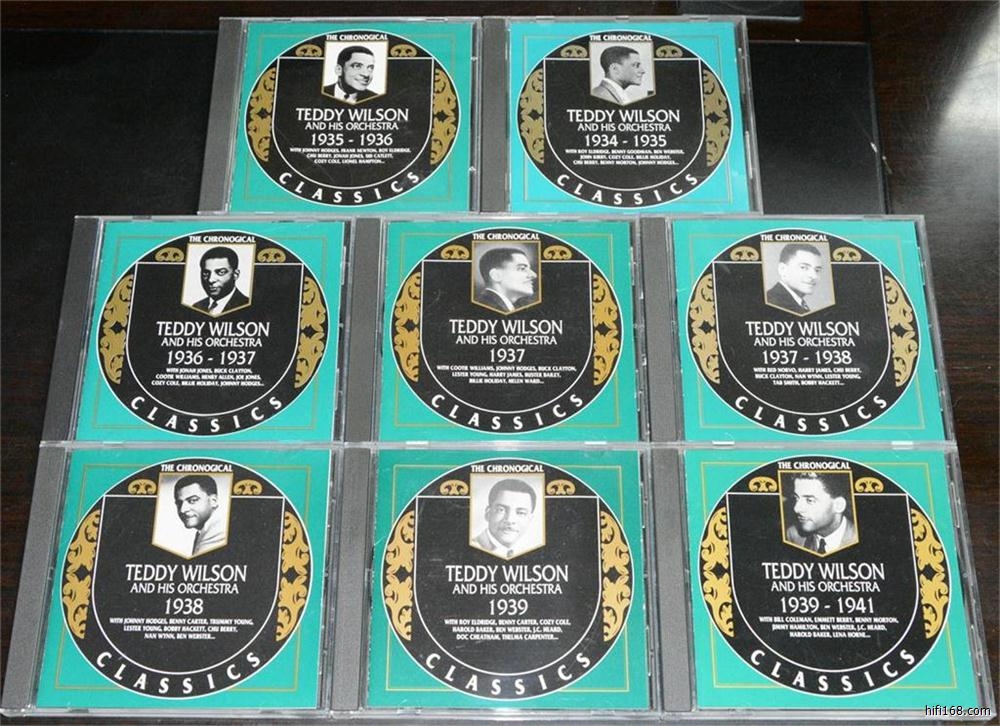 THE CHRONOGICAL
TEDDY WILSON
AND HIS ORCHESTRA
1935 - 1936
WITH JOHNNY HODGES, FRANK NEWTON, ROY ELDRIDGE,
CHU BERRY, JONAH JONES, SID CATLETT,
COZY COLE, LIONEL HAMPTON...
CLASSICS
THE CHRONOGICAL
TEDDY WILSON
AND HIS ORCHESTRA
1934 - 1935
WITH ROY ELDRIDGE, BENNY GOODMAN, BEN WEBSTER,
JOHN KIRBY, COZY COLE, BILLIE HOLIDAY,
CHU BERRY, BENNY MORTON, JOHNNY HODGES...
CLASSICS
THE CHRONOGICAL
TEDDY WILSON
AND HIS ORCHESTRA
1936 - 1937
WITH JONAH JONES, BUCK CLAYTON,
COOTIE WILLIAMS, HENRY ALLEN, JOE JONES,
COZY COLE, BILLIE HOLIDAY, JOHNNY HODGES...
CLASSICS
THE CHRONOGICAL
TEDDY WILSON
AND HIS ORCHESTRA
1937
WITH COOTIE WILLIAMS, JOHNNY HODGES, BUCK CLAYTON,
LESTER YOUNG, HARRY JAMES, BUSTER BAILEY,
BILLIE HOLIDAY, HELEN WARD...
CLASSICS
THE CHRONOGICAL
TEDDY WILSON
AND HIS ORCHESTRA
1937 - 1938
WITH RED NORVO, HARRY JAMES, CHU BERRY,
BUCK CLAYTON, NAN WYNN, LESTER YOUNG,
TAB SMITH, BOBBY HACKETT...
CLASSICS
THE CHRONOGICAL
TEDDY WILSON
AND HIS ORCHESTRA
1938
WITH JOHNNY HODGES, BENNY CARTER, TRUMMY YOUNG,
LESTER YOUNG, BOBBY HACKETT, CHU BERRY,
NAN WYNN, BEN WEBSTER...
CLASSICS
THE CHRONOGICAL
TEDDY WILSON
AND HIS ORCHESTRA
1939
WITH ROY ELDRIDGE, BENNY CARTER, COZY COLE,
HAROLD BAKER, BEN WEBSTER, J.C. HEARD,
DOC CHEATHAM, THELMA CARPENTER...
CLASSICS
THE CHRONOGICAL
TEDDY WILSON
AND HIS ORCHESTRA
1939 - 1941
WITH BILL COLEMAN, EMMETT BERRY, BENNY MORTON,
JIMMY HAMILTON, BEN WEBSTER, J.C. HEARD,
HAROLD BAKER, LENA HORNE...
CLASSICS
hifi168.com